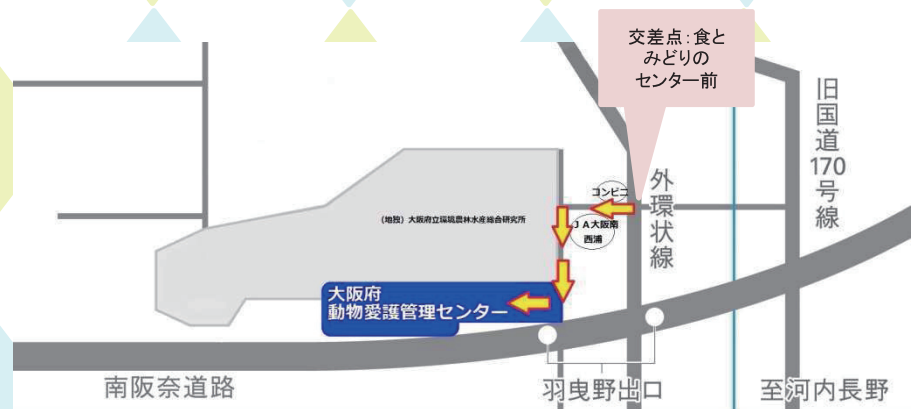 交差点:食と
みどりの
センター前
旧国道170号線
外環状線
コンビニ
(地独)大阪府立環境農林水産総合研究所
JA大阪南
西浦
大阪府
動物愛護管理センター
南阪奈道路
羽曳野出口
至河内長野